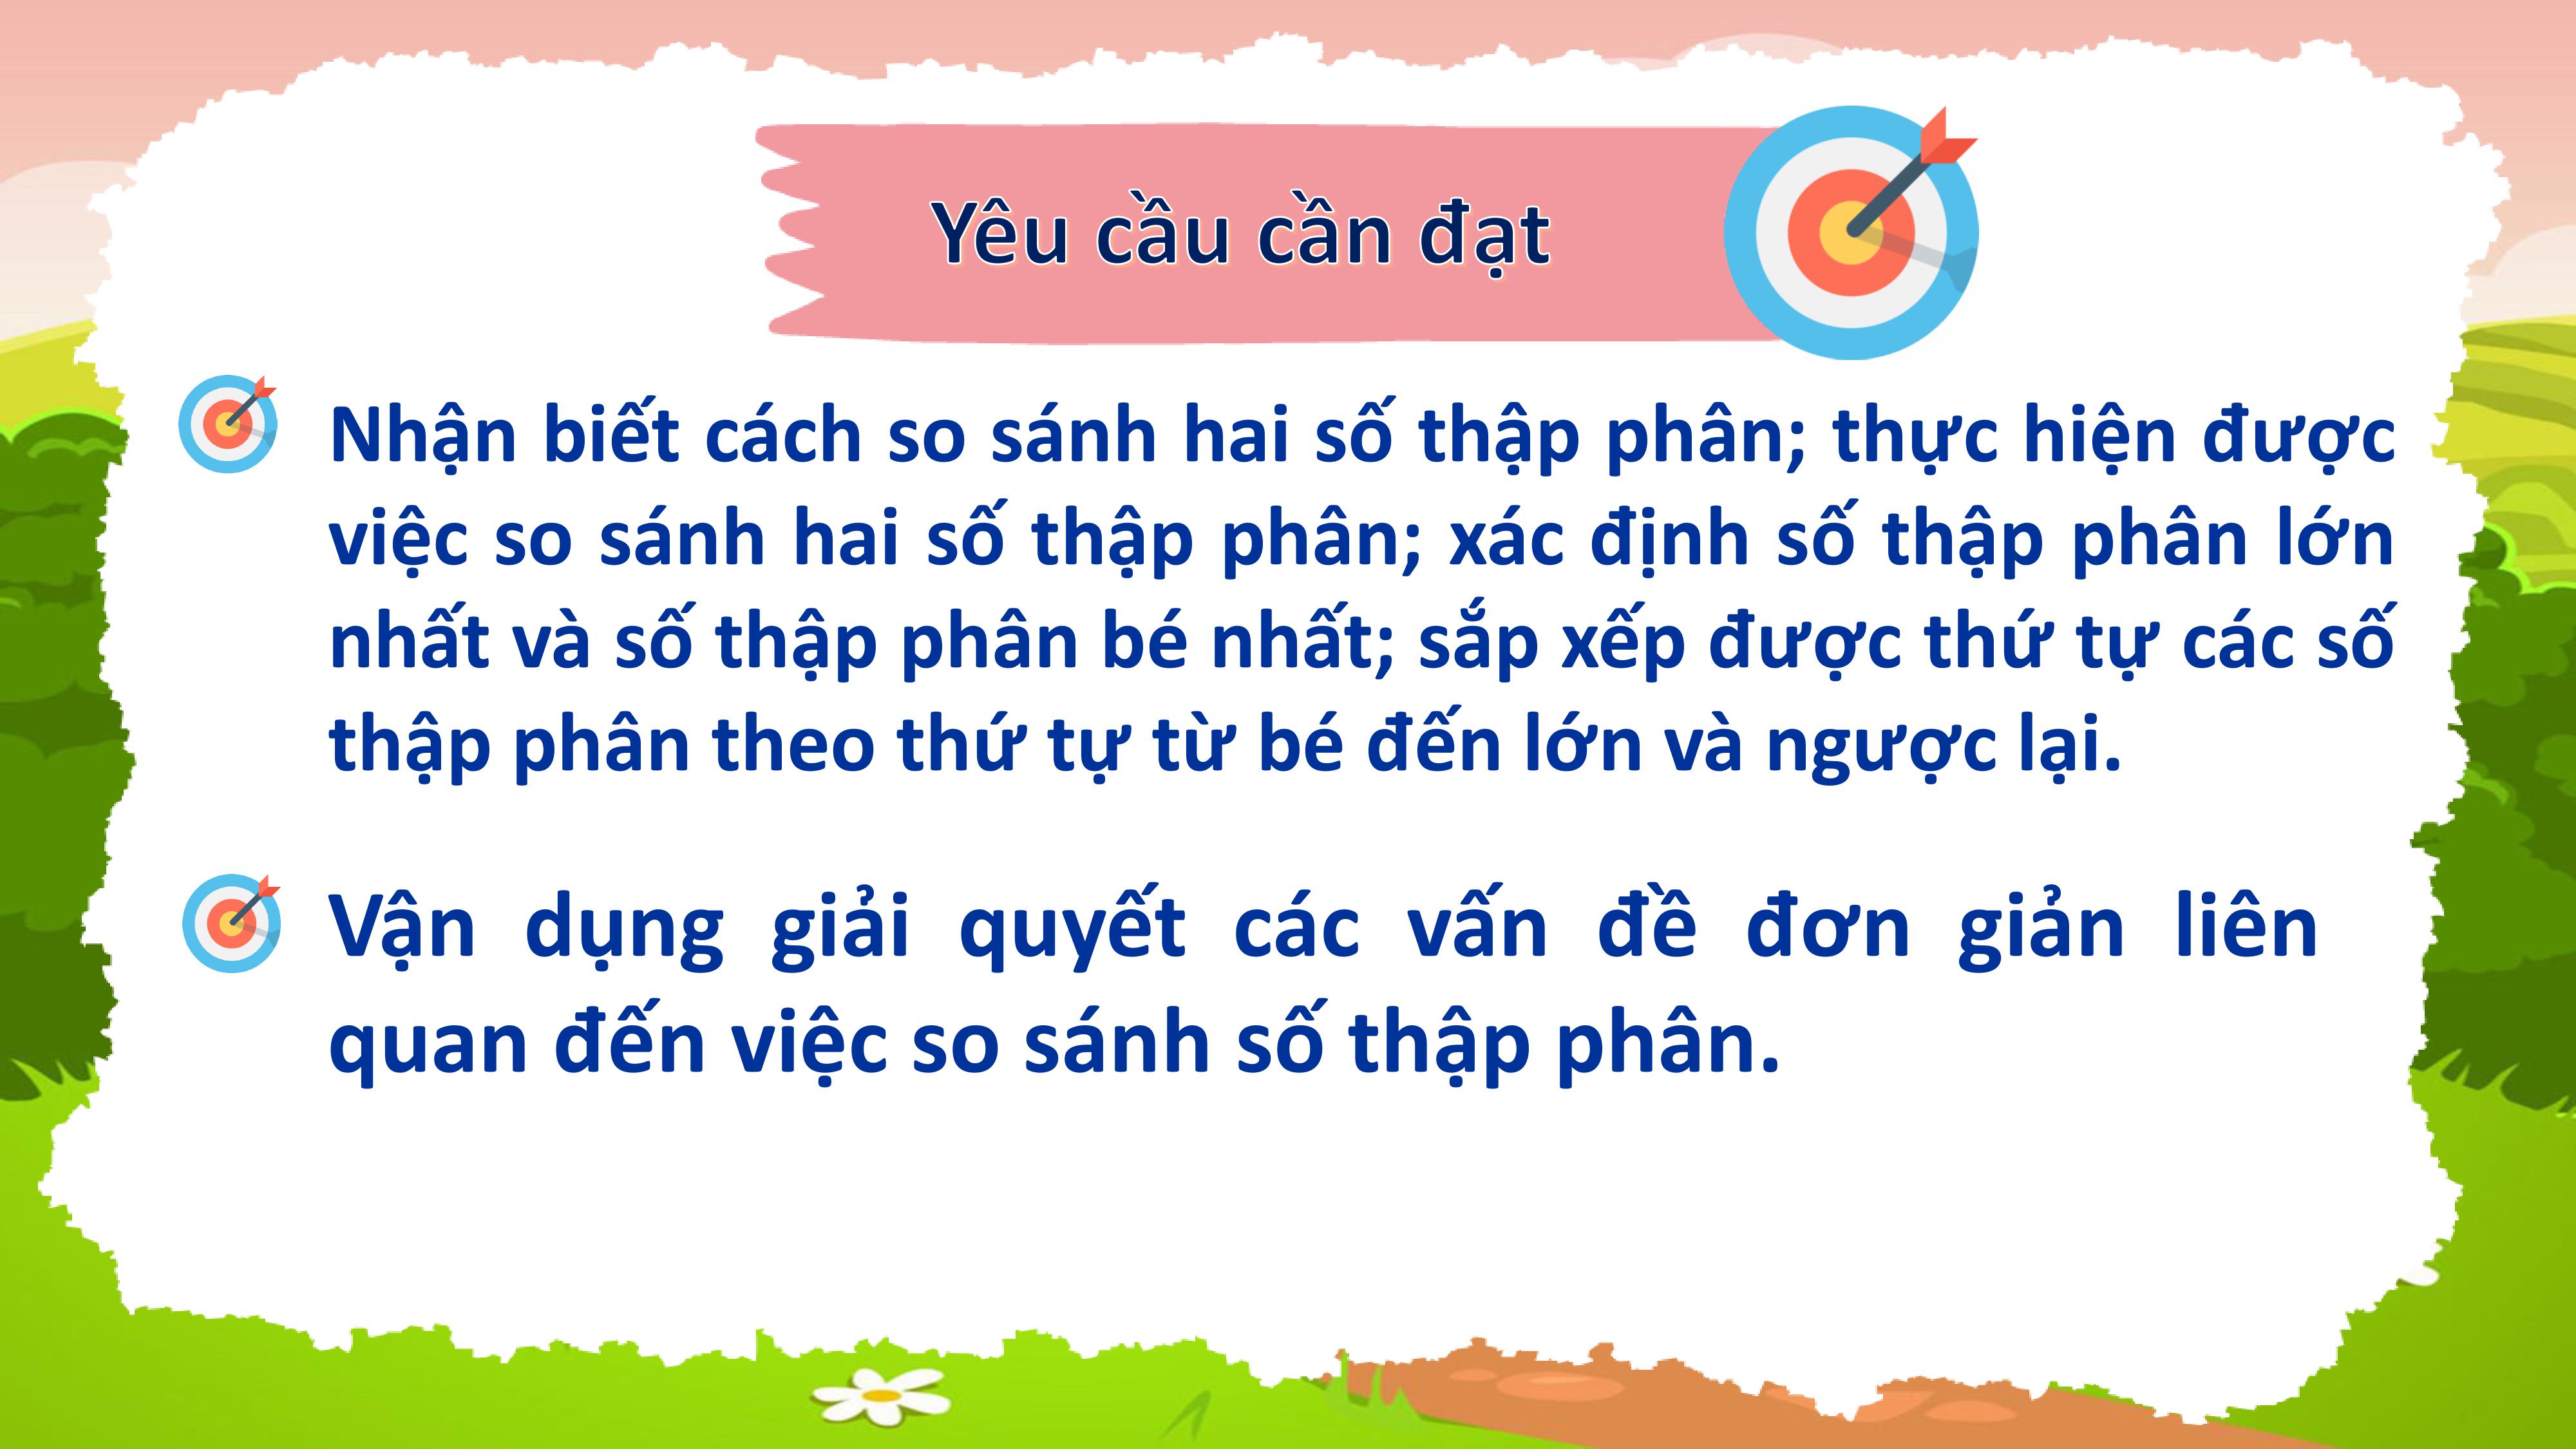 Yêu cầu cần đạt
Nhận biết cách so sánh hai số thập phân; thực hiện được
việc so sánh hai số thập phân; xác định số thập phân lớn
nhất và số thập phân bé nhất; sắp xếp được thứ tự các số
thập phân theo thứ tự từ bé đến lớn và ngược lại.
Vận dụng giải quyết các vấn đề đơn giản liên
quan đến việc so sánh số thập phân.